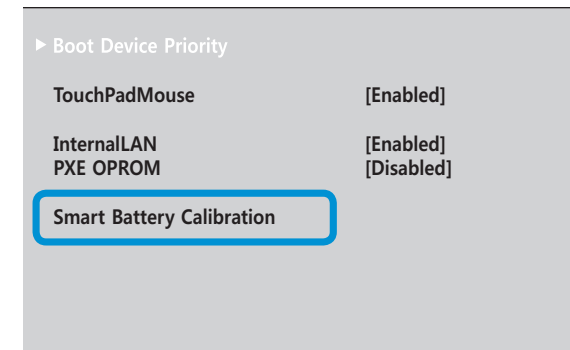 ▶ Boot Device Priority
TouchPadMouse [Enabled]
InternalLAN [Enabled]
PXE OPROM [Disabled]
Smart Battery Calibration